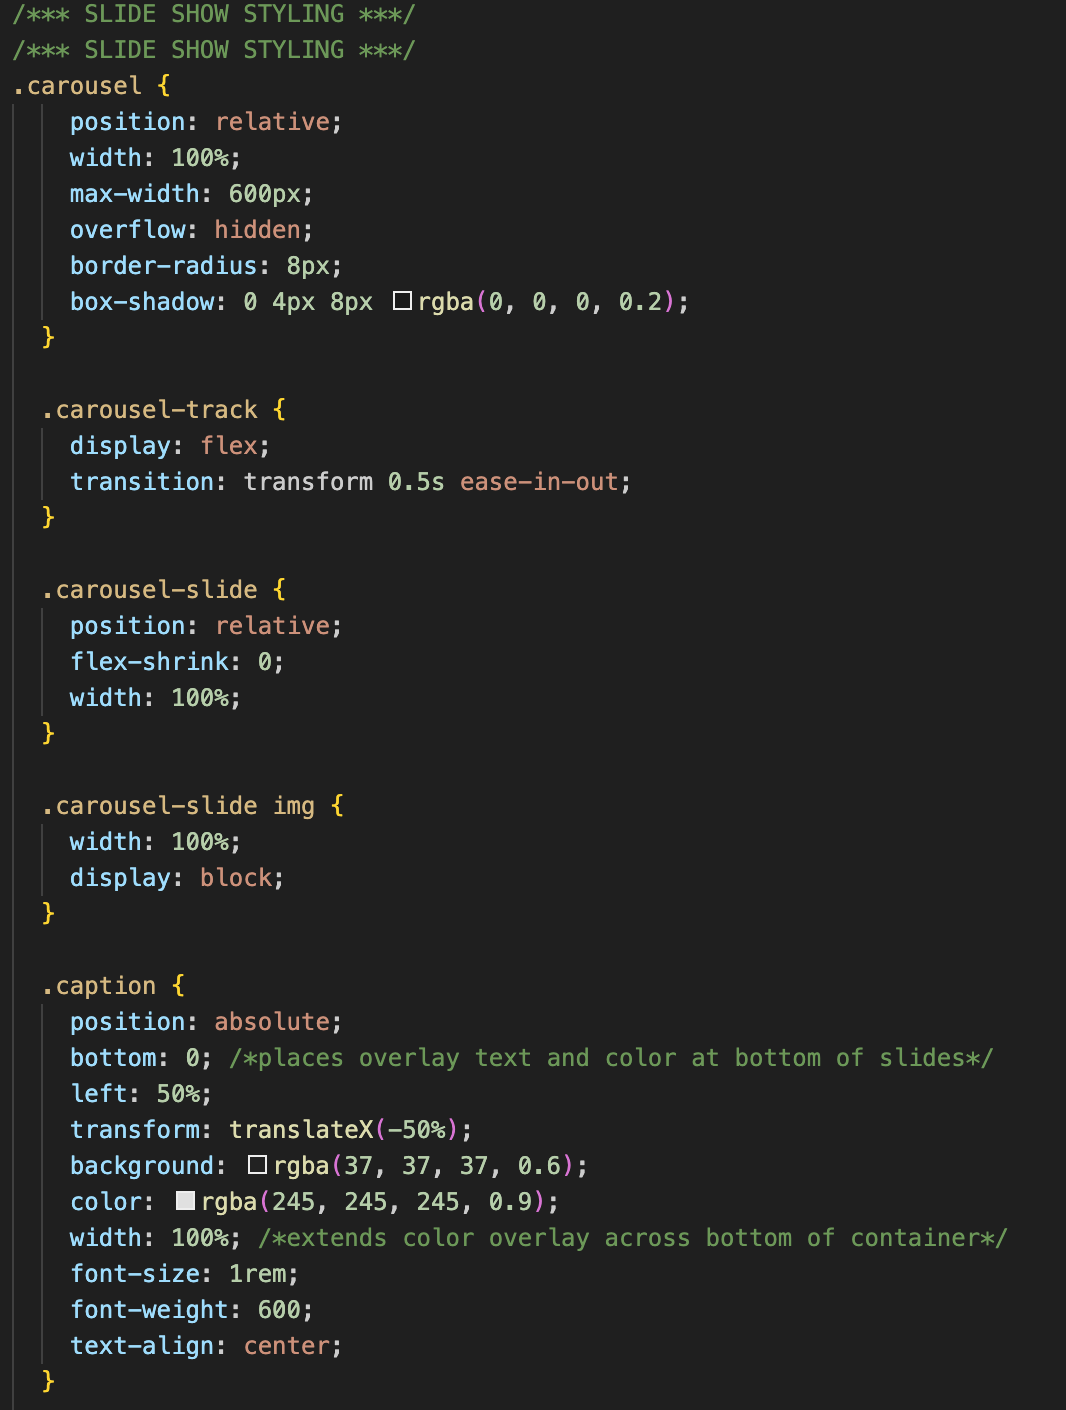 /*** SLIDE SHOW STYLING ***/
/*** SLIDE SHOW STYLING ***/
.carousel {
    position: relative;
    width: 100%;
    max-width: 600px;
    overflow: hidden;
    border-radius: 8px;
    box-shadow: 0 4px 8px rgba(0, 0, 0, 0.2);
  }

  .carousel-track {
    display: flex;
    transition: transform 0.5s ease-in-out;
  }

  .carousel-slide {
    position: relative;
    flex-shrink: 0;
    width: 100%;
  }

  .carousel-slide img {
    width: 100%;
    display: block;
  }

  .caption {
    position: absolute;
    bottom: 0; /*places overlay text and color at bottom of slides*/
    left: 50%;
    transform: translateX(-50%);
    background: rgba(37, 37, 37, 0.6);
    color: rgba(245, 245, 245, 0.9);
    width: 100%; /*extends color overlay across bottom of container*/
    font-size: 1rem;
    font-weight: 600;
    text-align: center;
  }